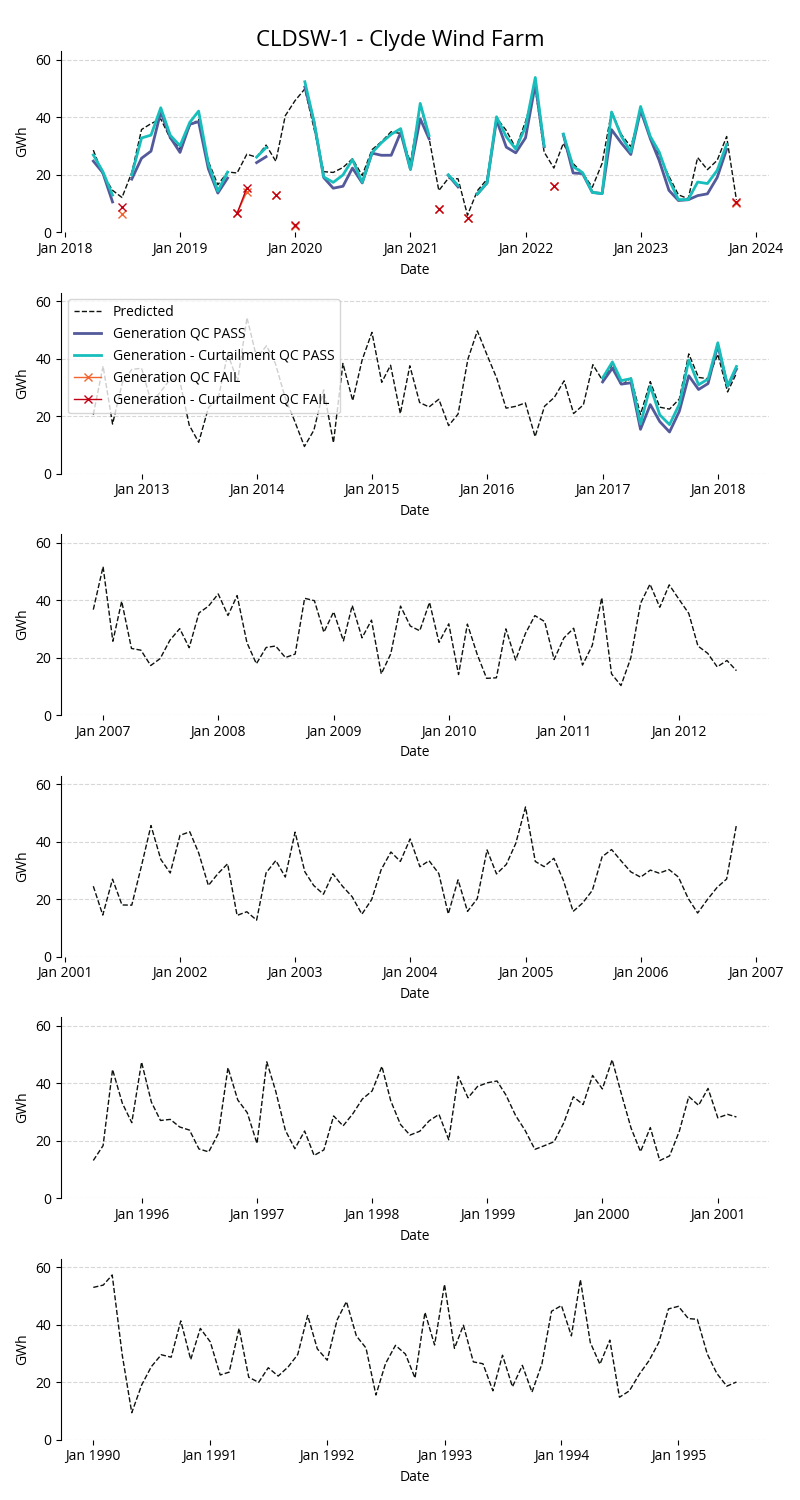 CLDSW-1 - Clyde Wind Farm
60
40
20
0
GWh
Jan 2018
Jan 2019
Jan 2020
Jan 2021
Jan 2022
Jan 2023
Jan 2024
Date
60
40
20
0
GWh
Predicted
Generation QC PASS
Generation - Curtailment QC PASS
Generation QC FAIL
Generation - Curtailment QC FAIL
Jan 2013
Jan 2014
Jan 2015
Jan 2016
Jan 2017
Jan 2018
Date
60
40
20
0
GWh
Jan 2007
Jan 2008
Jan 2009
Jan 2010
Jan 2011
Jan 2012
Date
60
40
20
0
GWh
Jan 2001
Jan 2002
Jan 2003
Jan 2004
Jan 2005
Jan 2006
Jan 2007
Date
60
40
20
0
GWh
Jan 1996
Jan 1997
Jan 1998
Jan 1999
Jan 2000
Jan 2001
Date
60
40
20
0
GWh
Jan 1990
Jan 1991
Jan 1992
Jan 1993
Jan 1994
Jan 1995
Date